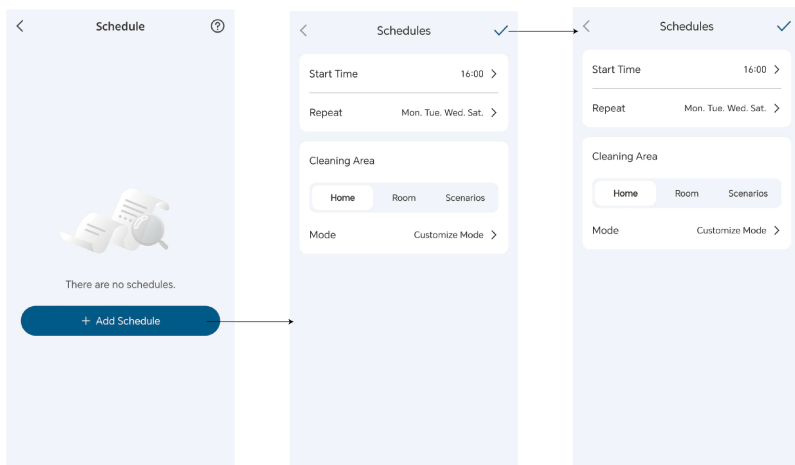 Schedule
There are no schedules.
+ Add Schedule
Schedules
Start Time 16:00
Repeat Mon. Tue. Wed. Sat.
Cleaning Area
Home Room Scenarios
Mode Customize Mode
Schedules
Start Time 16:00
Repeat Mon. Tue. Wed. Sat.
Cleaning Area
Home Room Scenarios
Mode Customize Mode